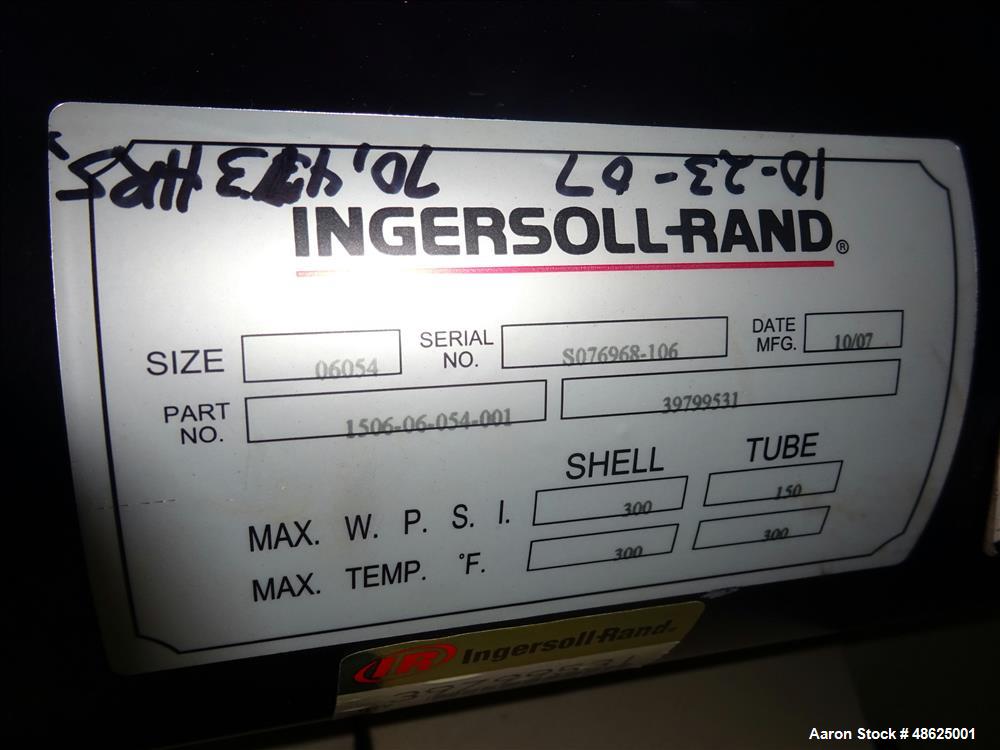 10-23-07 HRS
INGERSOLL-RAND®
SIZE 06054 SERIAL NO. S076968-106 DATE MFG. 10/07
PART NO. 1506-06-054-001 39799531
SHELL TUBE
MAX. W. P. S. I. 300 150
MAX. TEMP. °F. 300 300
IR Ingersoll-Rand®
39799531
Aaron Stock # 48625001